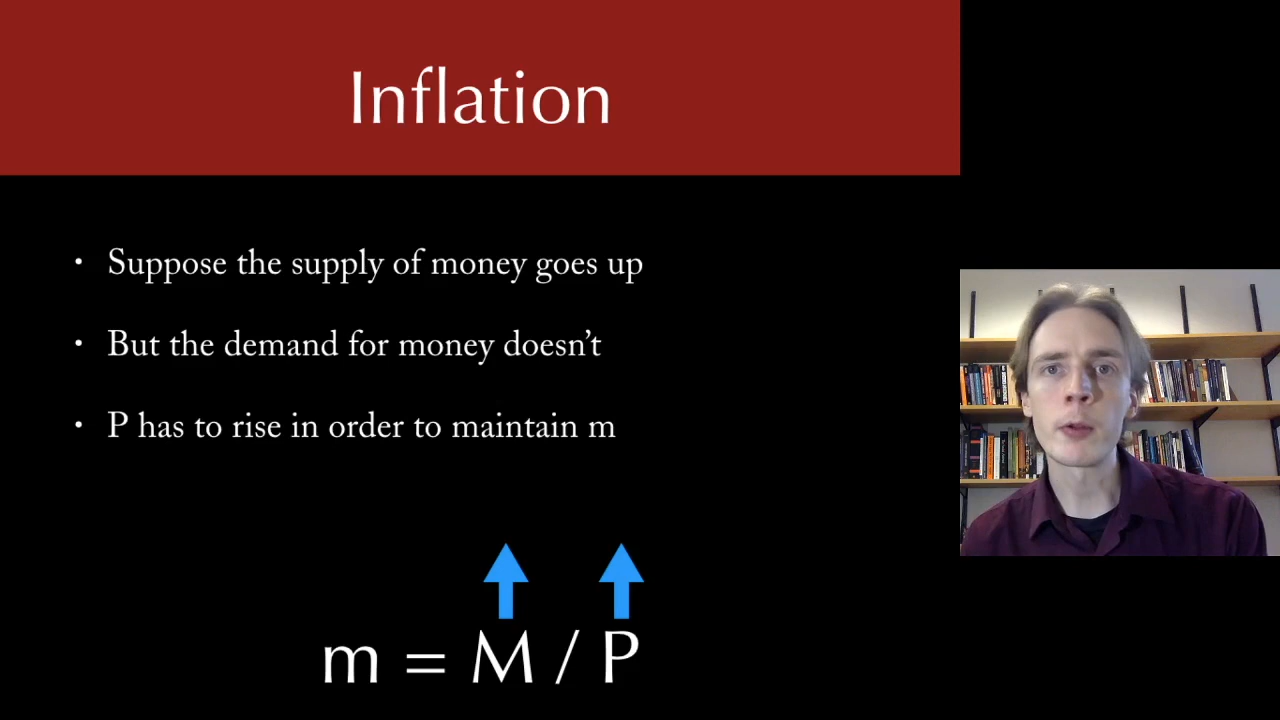 Inflation
• Suppose the supply of money goes up
• But the demand for money doesn’t
• P has to rise in order to maintain m
m = M / P